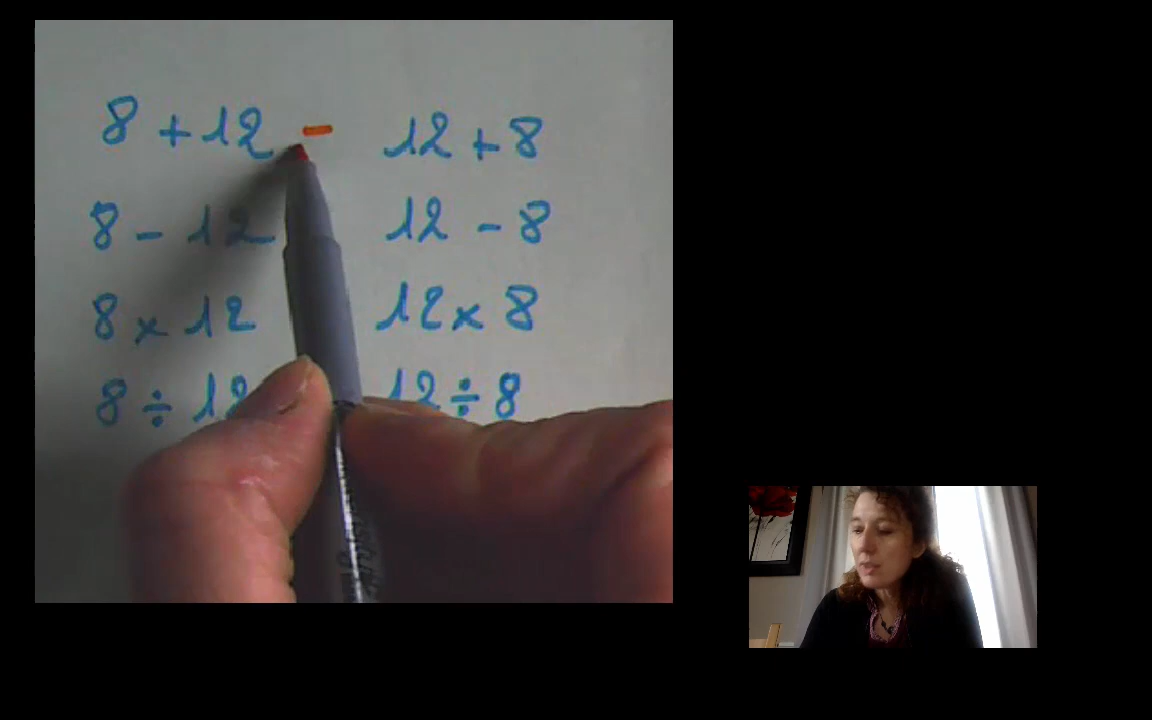 8 + 12 - 12 + 8
8 - 12 12 - 8
8 × 12 12 × 8
8 ÷ 12 12 ÷ 8